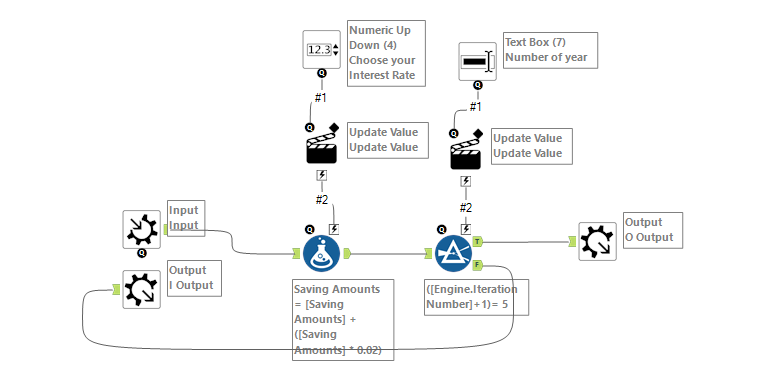 Numeric Up
Down (4)
Choose your
Interest Rate
12.3
Q
#1
Text Box (7)
Number of year
Q
#1
Q
Update Value
Update Value
#2
Q
Update Value
Update Value
#2
Input
Input
Q
Output
I Output
Q
Saving Amounts
= [Saving
Amounts] +
([Saving
Amounts] * 0.02)
Q
T
F
([Engine.Iteration
Number]+1)= 5
Output
O Output